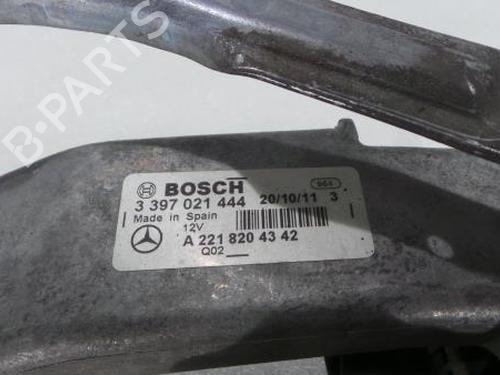 B-PARTS
BOSCH 964
3 397 021 444 20/10/11 3
Made in Spain
12V
A 221 820 43 42
Q02